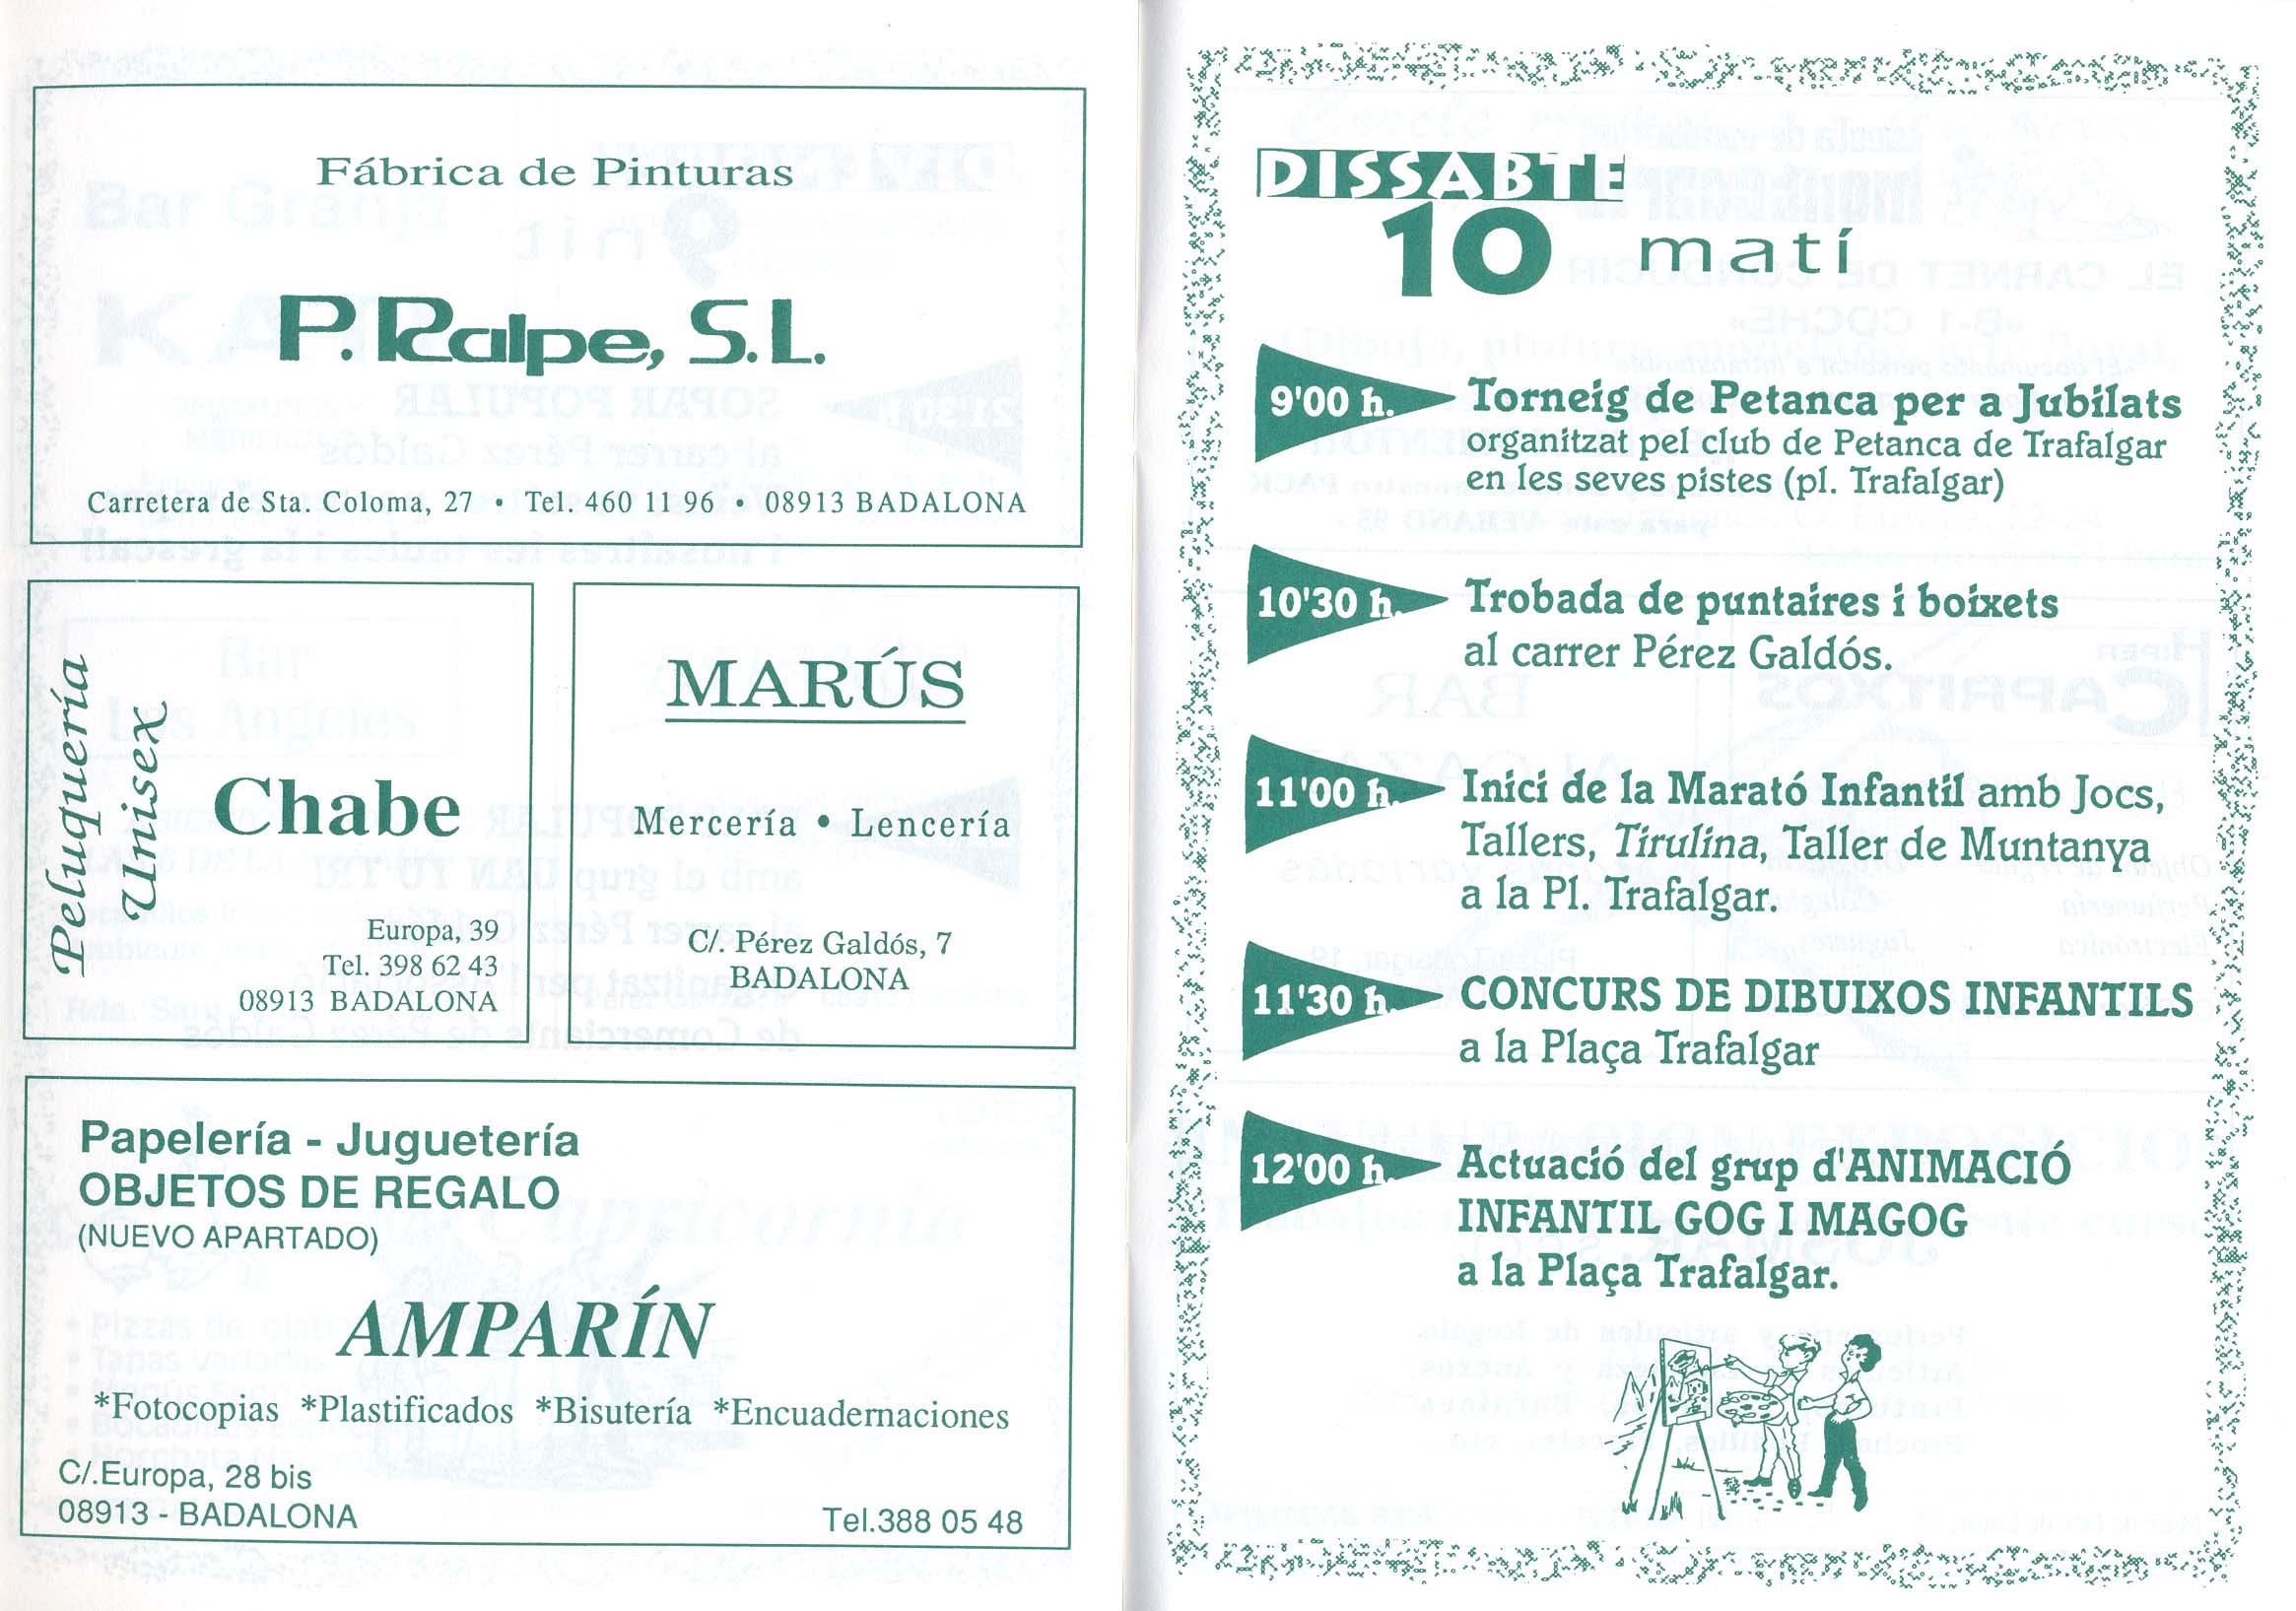 Fábrica de Pinturas
P. Ralpe, S.L.
Carretera de Sta. Coloma, 27 • Tel. 460 11 96 • 08913 BADALONA
Peluquería
Unisex
Chabe
Europa, 39
Tel. 398 62 43
08913 BADALONA
MARÚS
Mercería • Lencería
C/. Pérez Galdós, 7
BADALONA
Papelería - Juguetería
OBJETOS DE REGALO
(NUEVO APARTADO)
AMPARÍN
*Fotocopias *Plastificados *Bisutería *Encuadernaciones
C/.Europa, 28 bis
08913 - BADALONA
Tel.388 05 48
DISSABTE
10 matí
9'00 h. Torneig de Petanca per a Jubilats
organitzat pel club de Petanca de Trafalgar
en les seves pistes (pl. Trafalgar)
10'30 h. Trobada de puntaires i boixets
al carrer Pérez Galdós.
11'00 h. Inici de la Marató Infantil amb Jocs,
Tallers, Tirulina, Taller de Muntanya
a la Pl. Trafalgar.
11'30 h. CONCURS DE DIBUIXOS INFANTILS
a la Plaça Trafalgar
12'00 h. Actuació del grup d'ANIMACIÓ
INFANTIL GOG I MAGOG
a la Plaça Trafalgar.